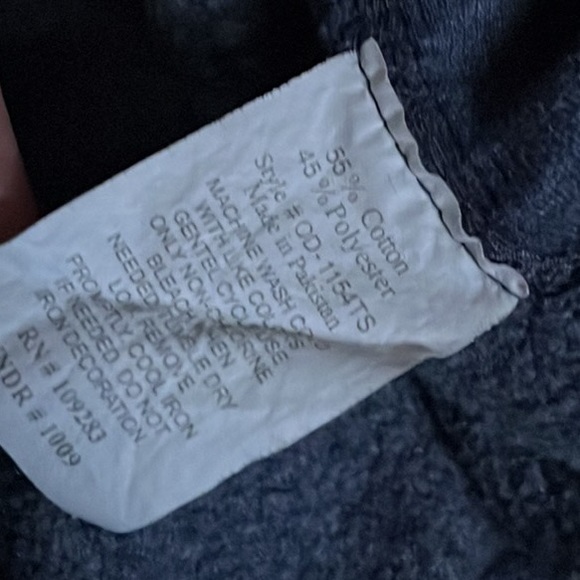 55% Cotton
45% Polyester
Style # OD-1154TS
Made in Pakistan
MACHINE WASH COLD
WITH LIKE COLORS
GENTEL CYCLE USE
ONLY NON-CHLORINE
BLEACH WHEN
NEEDED TUMBLE DRY
LOW REMOVE
PROMPTLY COOL IRON
IF NEEDED DO NOT
IRON DECORATION
RN # 109283
VNDR # 1009